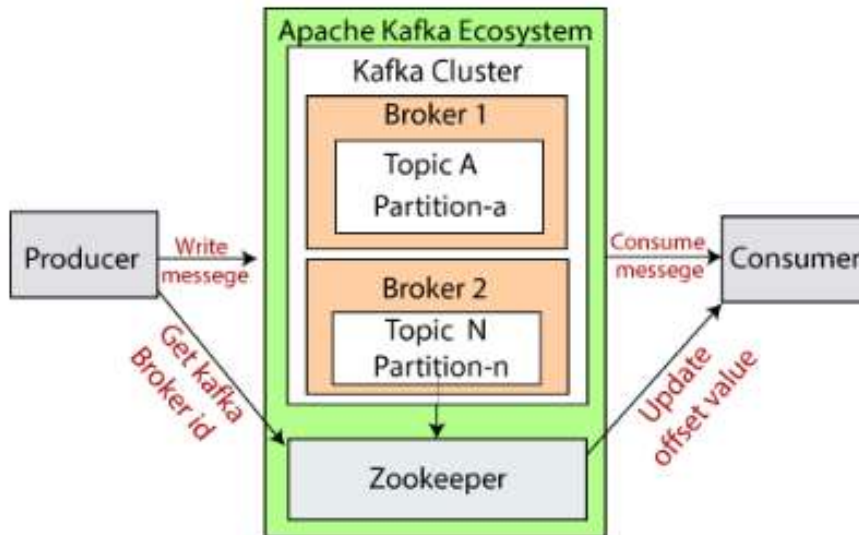 Apache Kafka Ecosystem
Kafka Cluster
Broker 1
Topic A
Partition-a
Producer
Write
messege
Consume
messege
Consumer
Broker 2
Topic N
Partition-n
Get kafka
Broker id
Update
offset value
Zookeeper